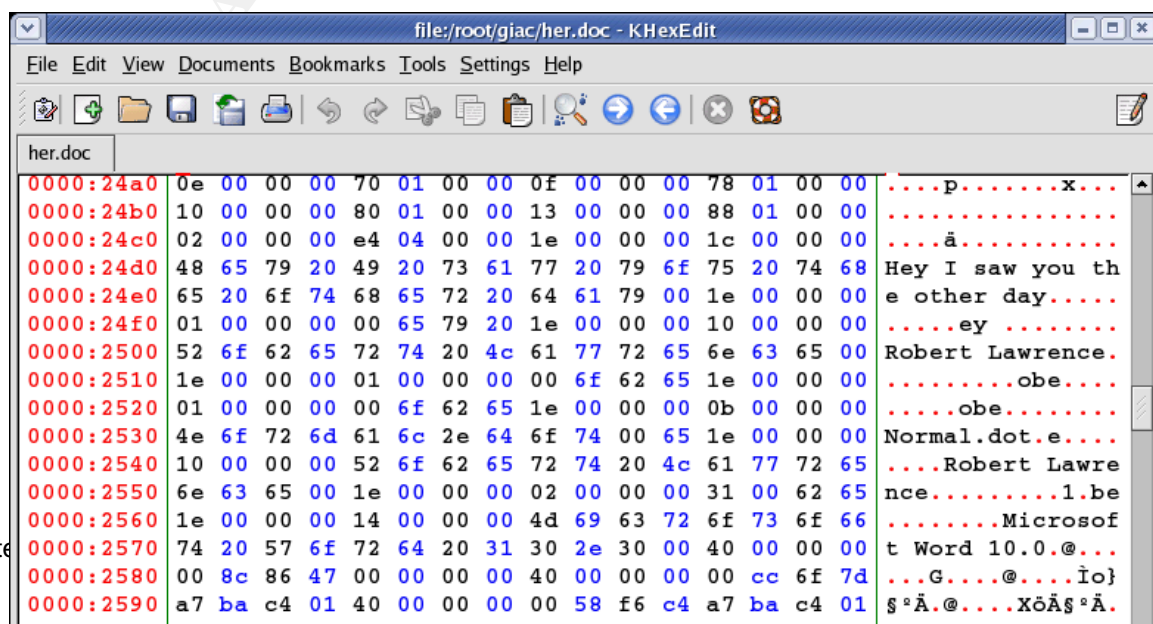 file:/root/giac/her.doc - KHexEdit
File Edit View Documents Bookmarks Tools Settings Help
her.doc
0000:24a0 0e 00 00 00 70 01 00 00 0f 00 00 00 78 01 00 00 ....p.......x...
0000:24b0 10 00 00 00 80 01 00 00 13 00 00 00 88 01 00 00 ................
0000:24c0 02 00 00 00 e4 04 00 00 1e 00 00 00 1c 00 00 00 ....ä...........
0000:24d0 48 65 79 20 49 20 73 61 77 20 79 6f 75 20 74 68 Hey I saw you th
0000:24e0 65 20 6f 74 68 65 72 20 64 61 79 00 1e 00 00 00 e other day.....
0000:24f0 01 00 00 00 00 65 79 20 1e 00 00 00 10 00 00 00 .....ey ........
0000:2500 52 6f 62 65 72 74 20 4c 61 77 72 65 6e 63 65 00 Robert Lawrence.
0000:2510 1e 00 00 00 01 00 00 00 00 6f 62 65 1e 00 00 00 .........obe....
0000:2520 01 00 00 00 00 6f 62 65 1e 00 00 00 0b 00 00 00 .....obe........
0000:2530 4e 6f 72 6d 61 6c 2e 64 6f 74 00 65 1e 00 00 00 Normal.dot.e....
0000:2540 10 00 00 00 52 6f 62 65 72 74 20 4c 61 77 72 65 ....Robert Lawre
0000:2550 6e 63 65 00 1e 00 00 00 02 00 00 00 31 00 62 65 nce.........1.be
0000:2560 1e 00 00 00 14 00 00 00 4d 69 63 72 6f 73 6f 66 ........Microsof
0000:2570 74 20 57 6f 72 64 20 31 30 2e 30 00 40 00 00 00 t Word 10.0.@...
0000:2580 00 8c 86 47 00 00 00 00 40 00 00 00 00 cc 6f 7d ...G....@....Ìo}
0000:2590 a7 ba c4 01 40 00 00 00 00 58 f6 c4 a7 ba c4 01 §ºÄ.@....XöÄ§ºÄ.